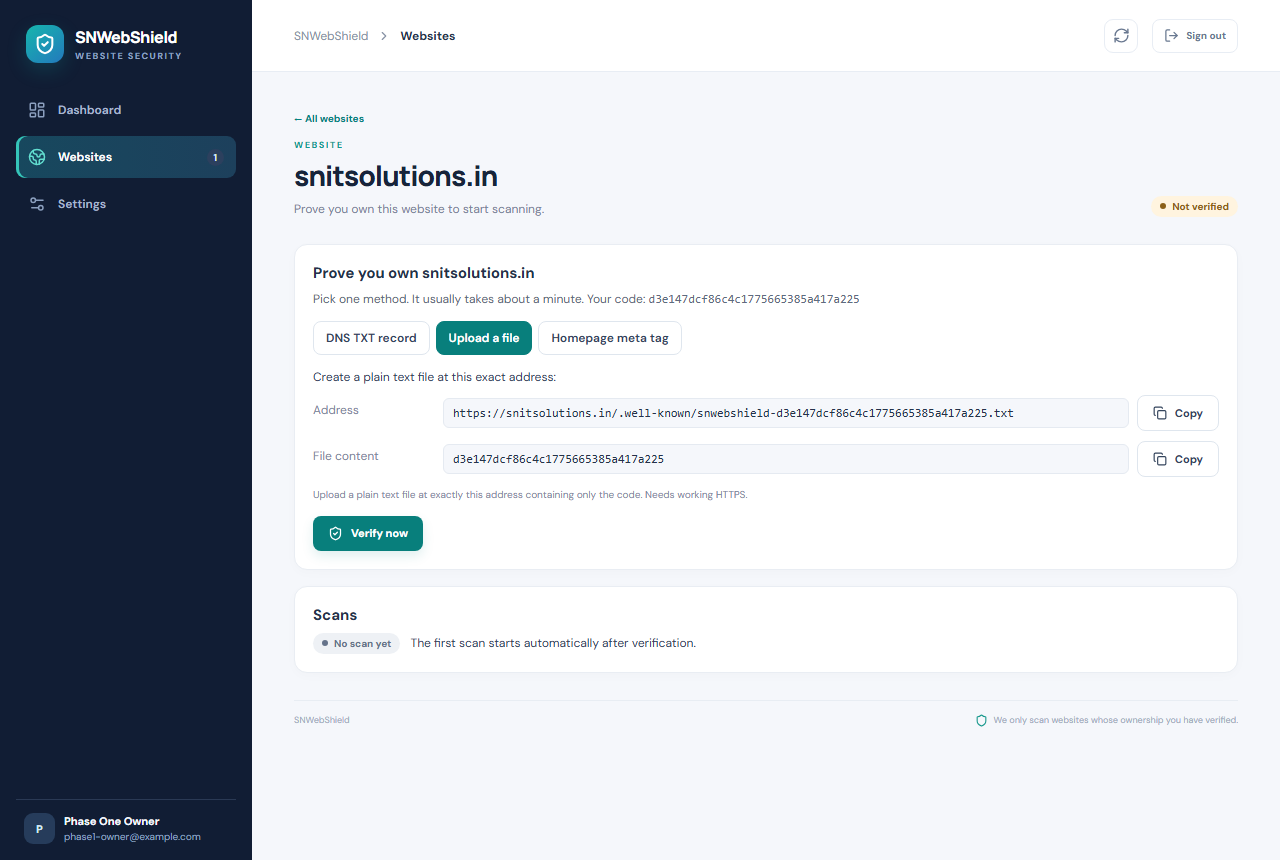 SNWebShield
WEBSITE SECURITY
Dashboard
Websites 1
Settings
P
Phase One Owner
phase1-owner@example.com
SNWebShield > Websites
Sign out
← All websites
WEBSITE
snitsolutions.in
Prove you own this website to start scanning.
Not verified
Prove you own snitsolutions.in
Pick one method. It usually takes about a minute. Your code: d3e147dcf86c4c1775665385a417a225
DNS TXT record Upload a file Homepage meta tag
Create a plain text file at this exact address:
Address https://snitsolutions.in/.well-known/snwebshield-d3e147dcf86c4c1775665385a417a225.txt Copy
File content d3e147dcf86c4c1775665385a417a225 Copy
Upload a plain text file at exactly this address containing only the code. Needs working HTTPS.
Verify now
Scans
No scan yet The first scan starts automatically after verification.
SNWebShield We only scan websites whose ownership you have verified.